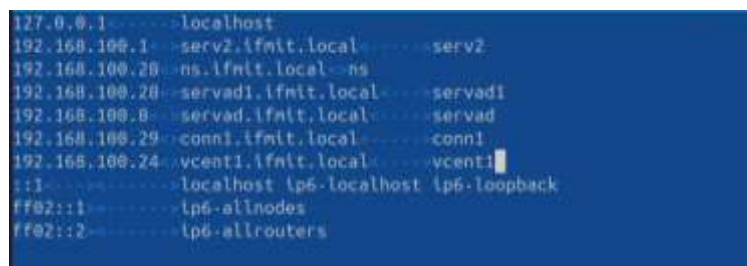 127.0.0.1 localhost
192.168.100.1 serv2.ifmit.local serv2
192.168.100.20 ns.ifmit.local ns
192.168.100.20 servad1.ifmit.local servad1
192.168.100.8 servad.ifmit.local servad
192.168.100.29 conn1.ifmit.local conn1
192.168.100.24 vcent1.ifmit.local vcent1
::1 localhost ip6-localhost ip6-loopback
ff02::1 ip6-allnodes
ff02::2 ip6-allrouters